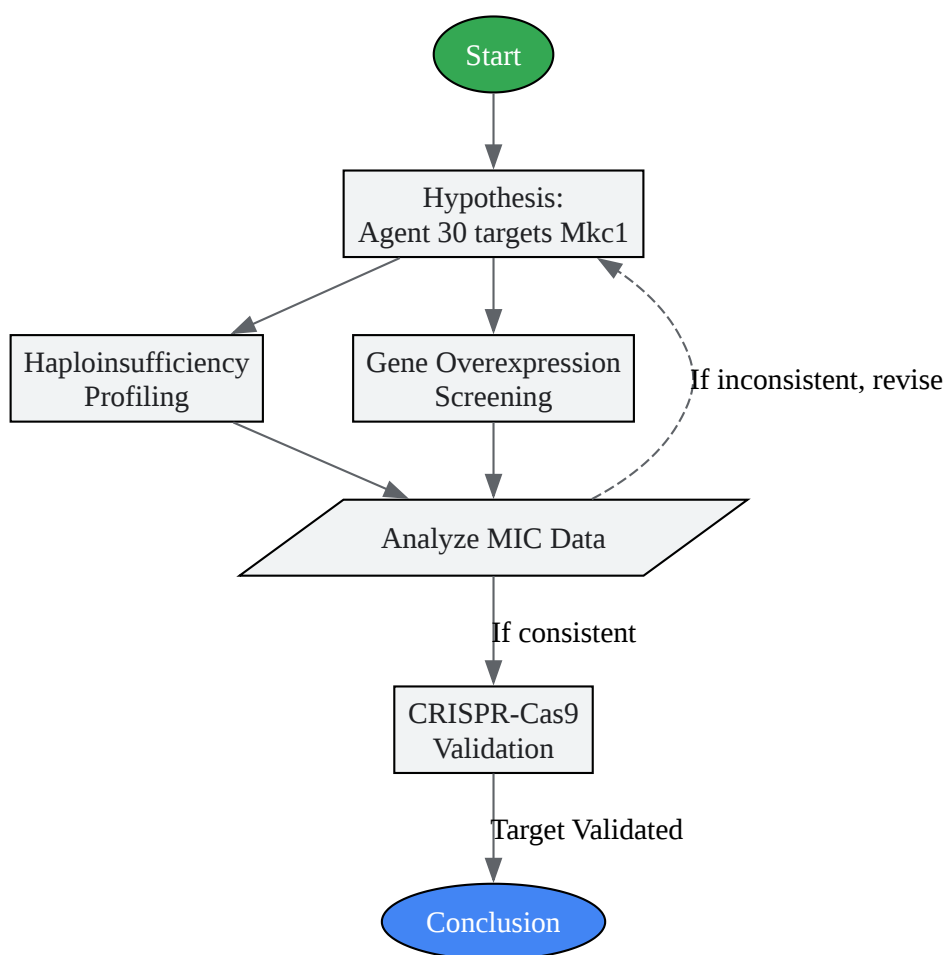 Start
Hypothesis:
Agent 30 targets Mkc1
Haploinsufficiency
Profiling
Gene Overexpression
Screening
If inconsistent, revise
Analyze MIC Data
If consistent
CRISPR-Cas9
Validation
Target Validated
Conclusion